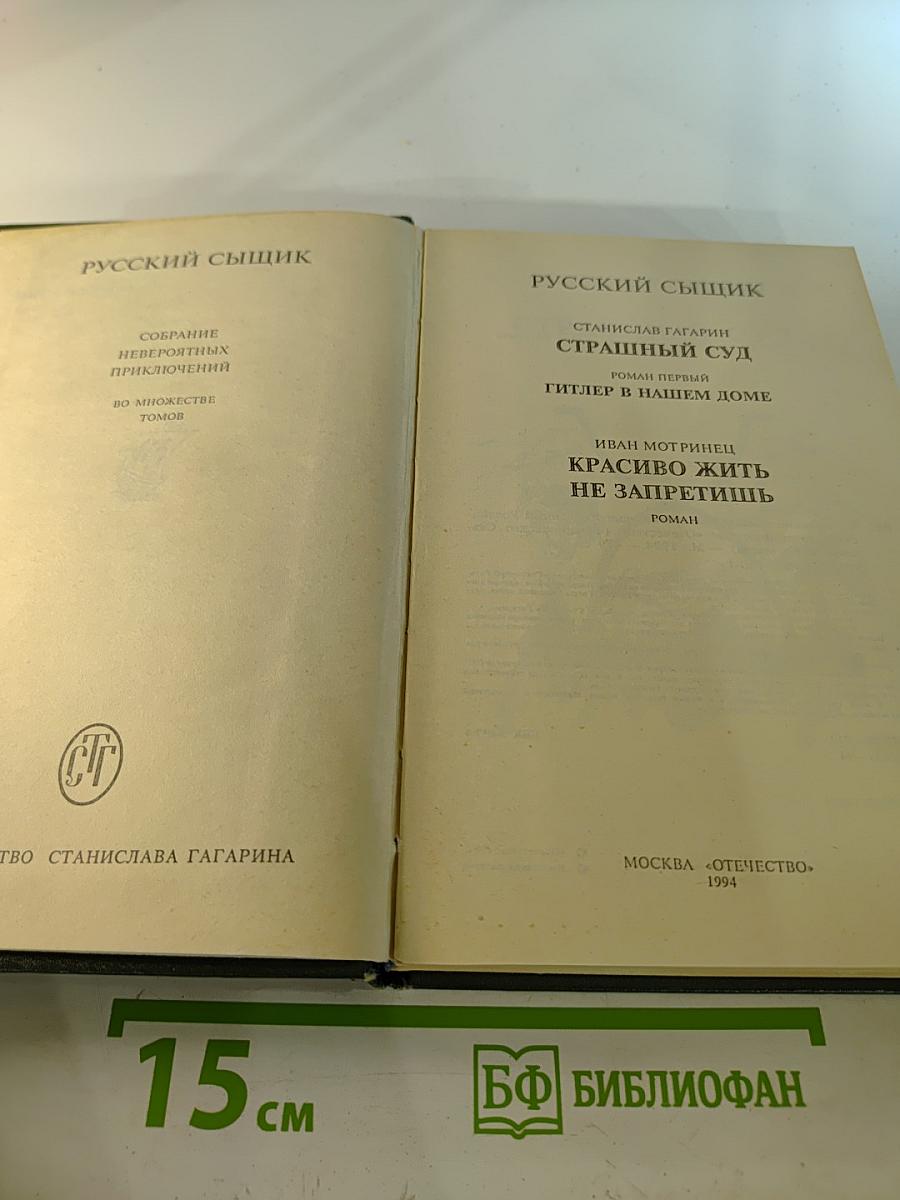 РУССКИЙ СЫЩИК
СОБРАНИЕ
НЕВЕРОЯТНЫХ
ПРИКЛЮЧЕНИЙ
ВО МНОЖЕСТВЕ
ТОМОВ
СТГ
ТВО СТАНИСЛАВА ГАГАРИНА
РУССКИЙ СЫЩИК
СТАНИСЛАВ ГАГАРИН
СТРАШНЫЙ СУД
РОМАН ПЕРВЫЙ
ГИТЛЕР В НАШЕМ ДОМЕ
ИВАН МОТРИНЕЦ
КРАСИВО ЖИТЬ
НЕ ЗАПРЕТИШЬ
РОМАН
МОСКВА «ОТЕЧЕСТВО»
1994
15 см
БФ БИБЛИОФАН